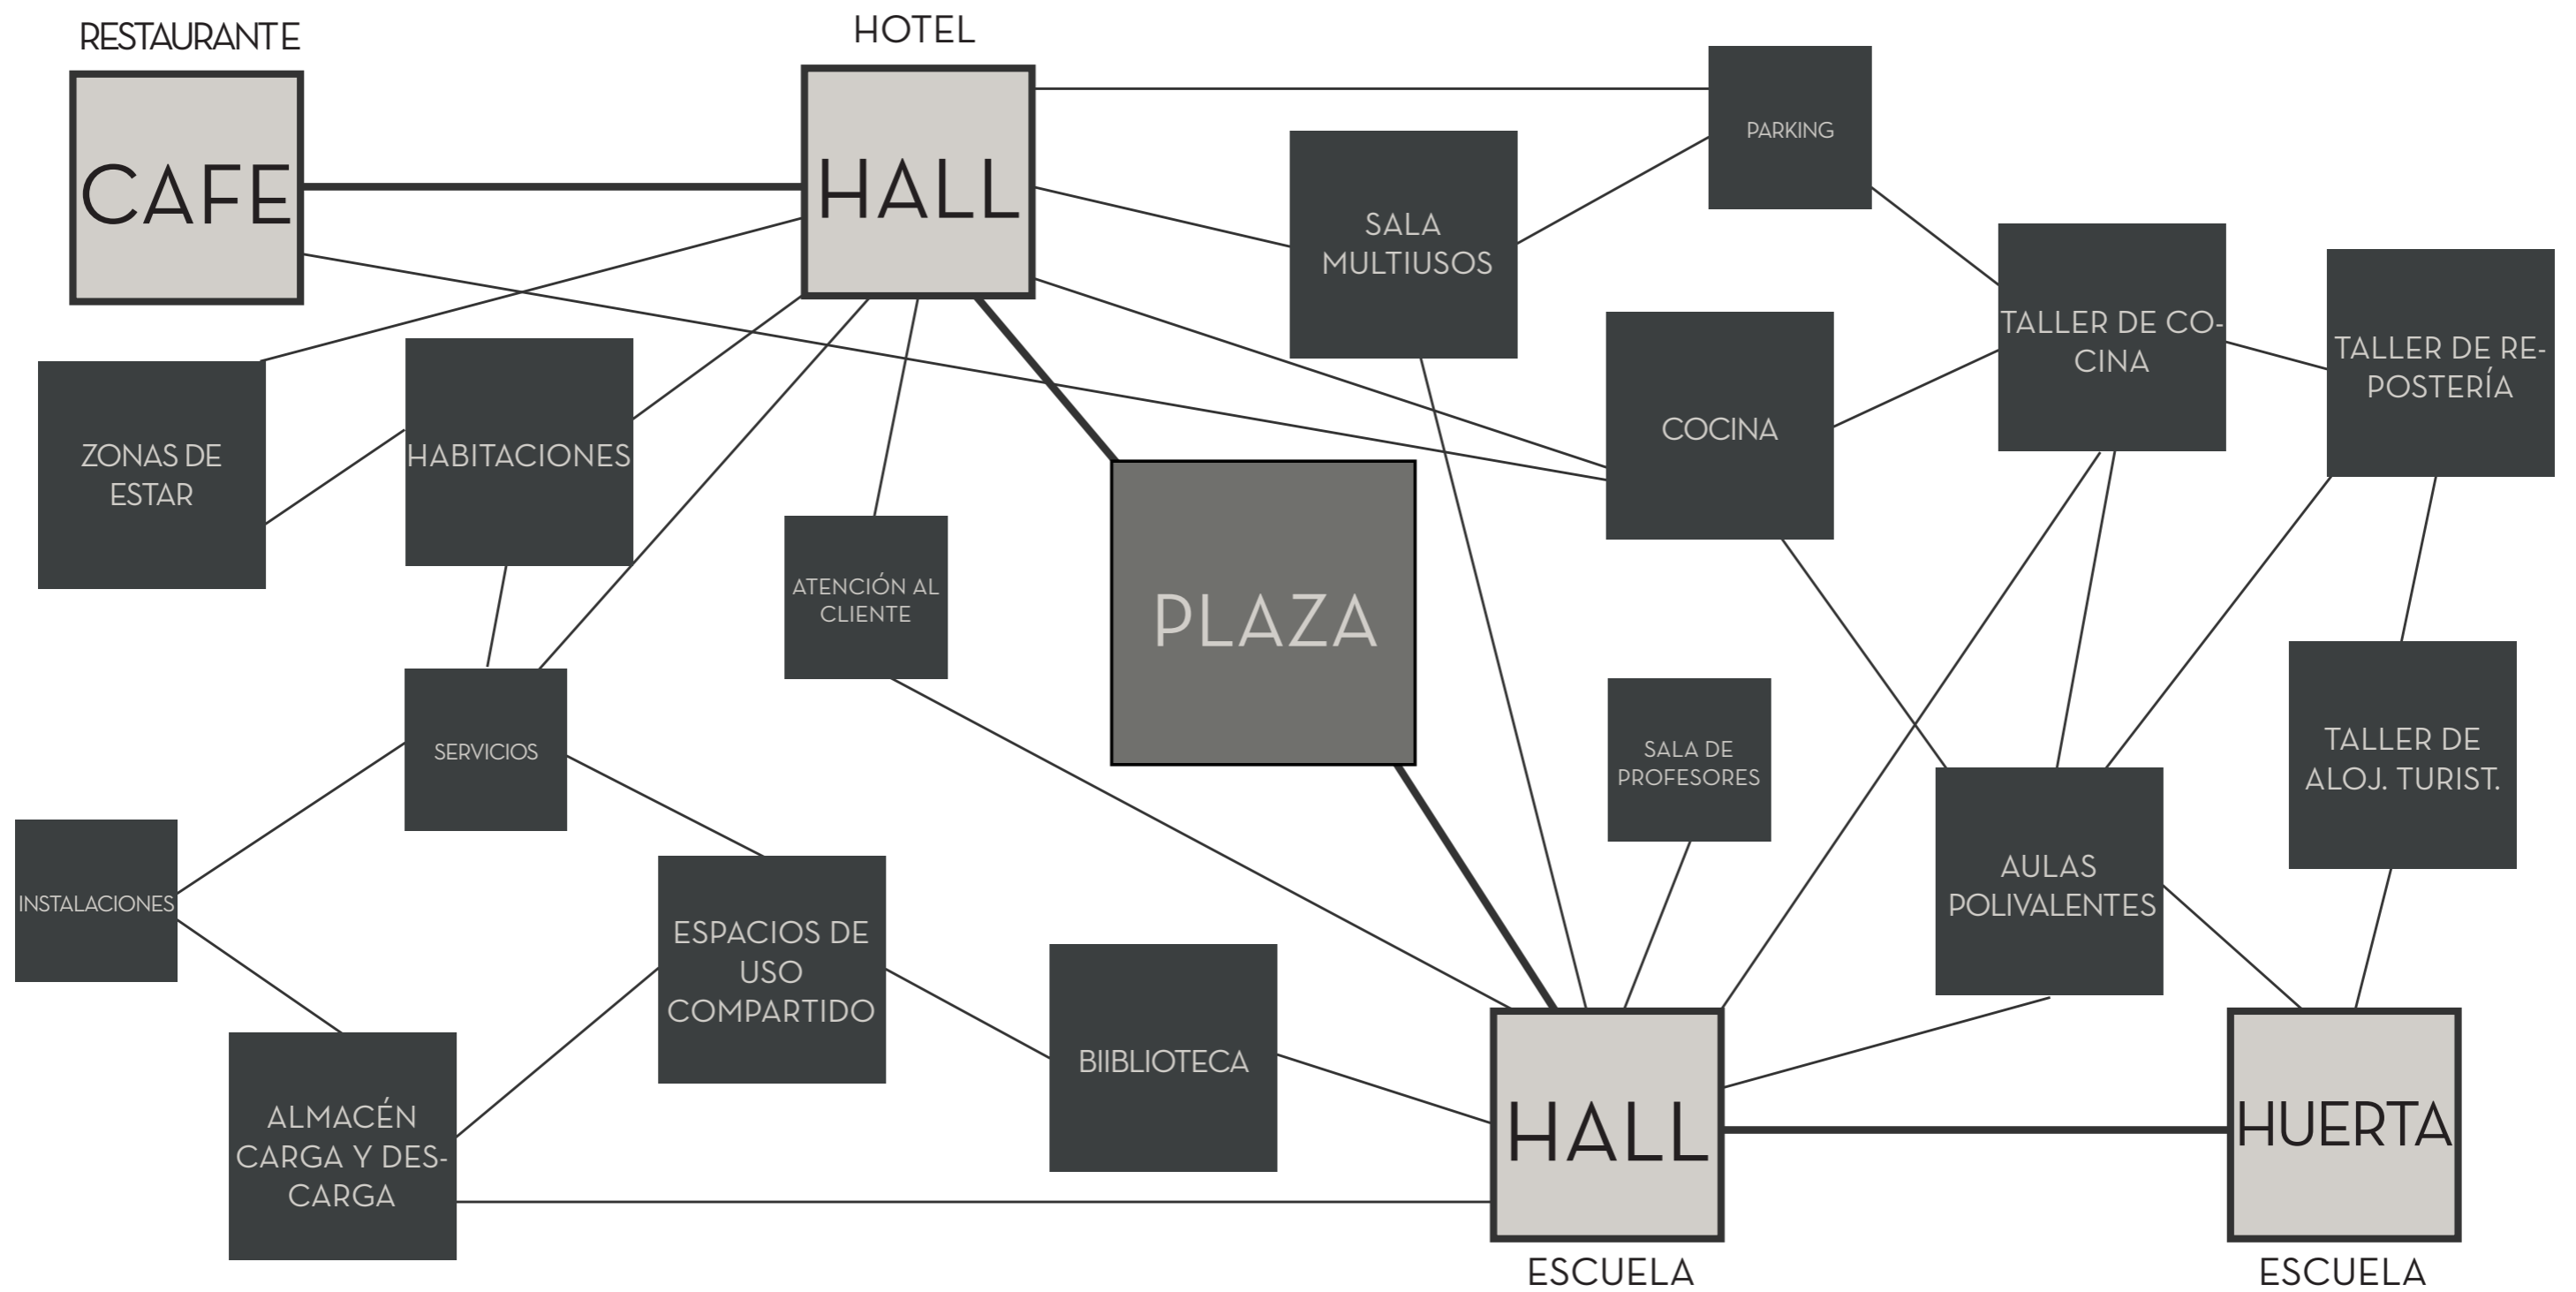 RESTAURANTE
HOTEL
CAFE
HALL
PARKING
SALA
MULTIUSOS
TALLER DE CO-
CINA
TALLER DE RE-
POSTERÍA
COCINA
ZONAS DE
ESTAR
HABITACIONES
ATENCIÓN AL
CLIENTE
PLAZA
SERVICIOS
SALA DE
PROFESORES
TALLER DE
ALOJ. TURIST.
INSTALACIONES
AULAS
POLIVALENTES
ESPACIOS DE
USO
COMPARTIDO
BIIBLIOTECA
ALMACÉN
CARGA Y DES-
CARGA
HALL
HUERTA
ESCUELA
ESCUELA